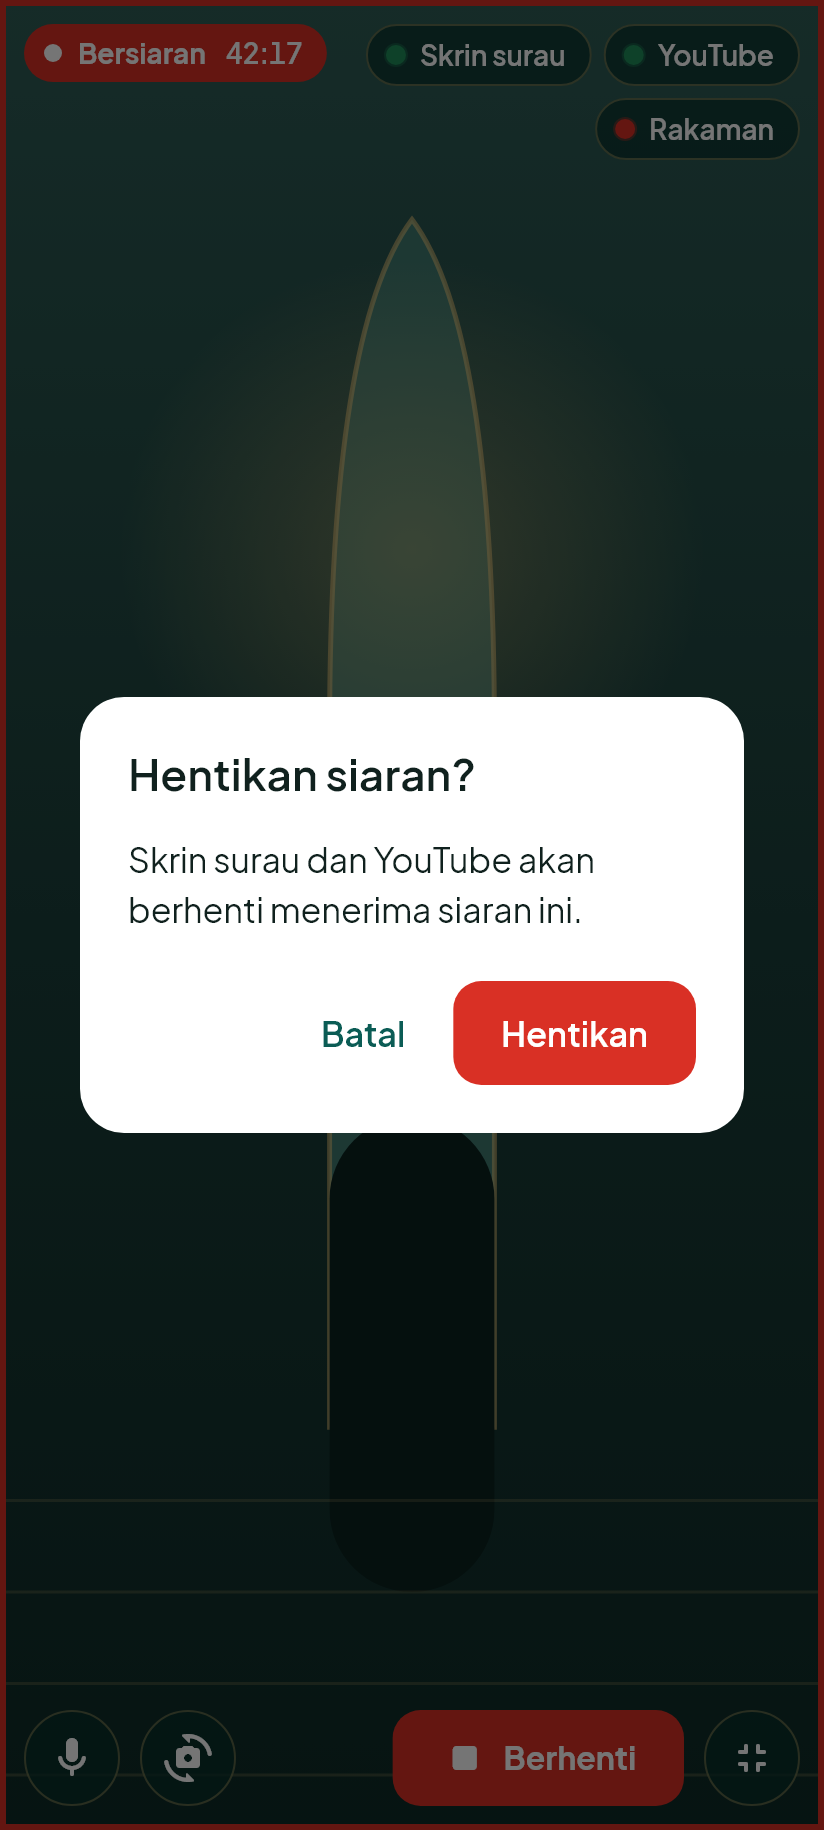 Bersiaran 42:17
Skrin surau
YouTube
Rakaman
Hentikan siaran?
Skrin surau dan YouTube akan
berhenti menerima siaran ini.
Batal
Hentikan
Berhenti